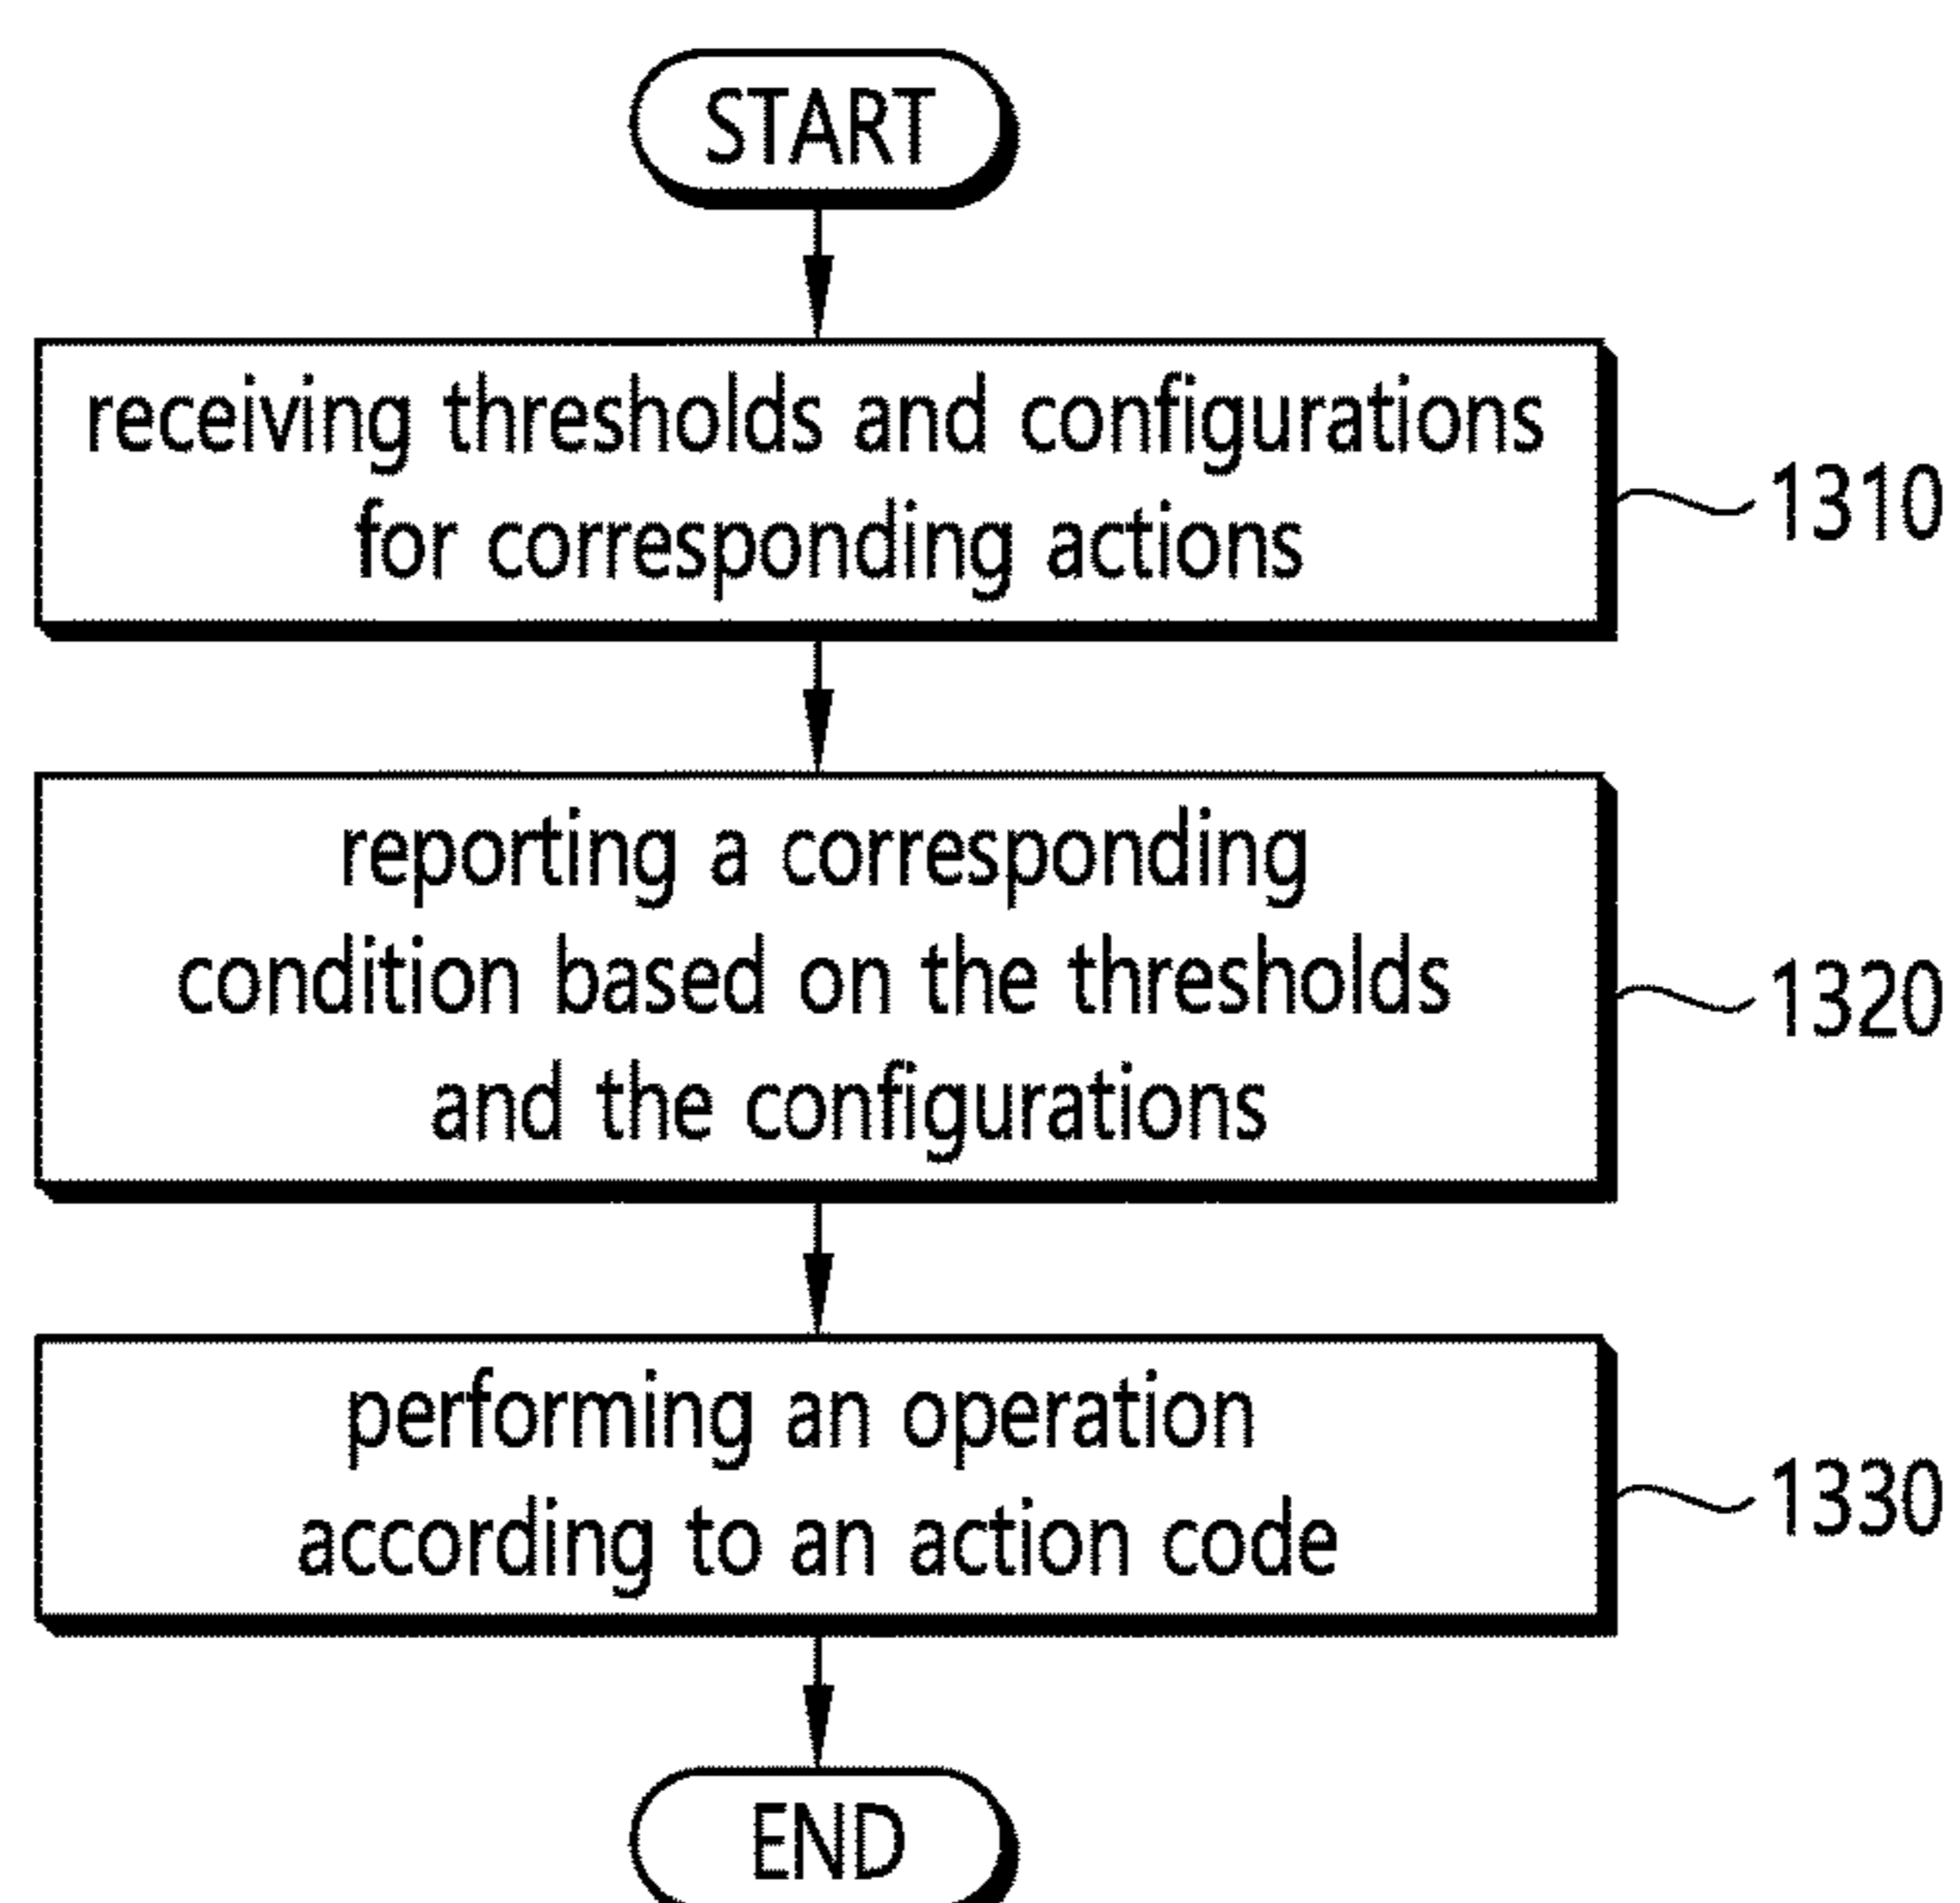 START
receiving thresholds and configurations
for corresponding actions
1310
reporting a corresponding
condition based on the thresholds
and the configurations
1320
performing an operation
according to an action code
1330
END